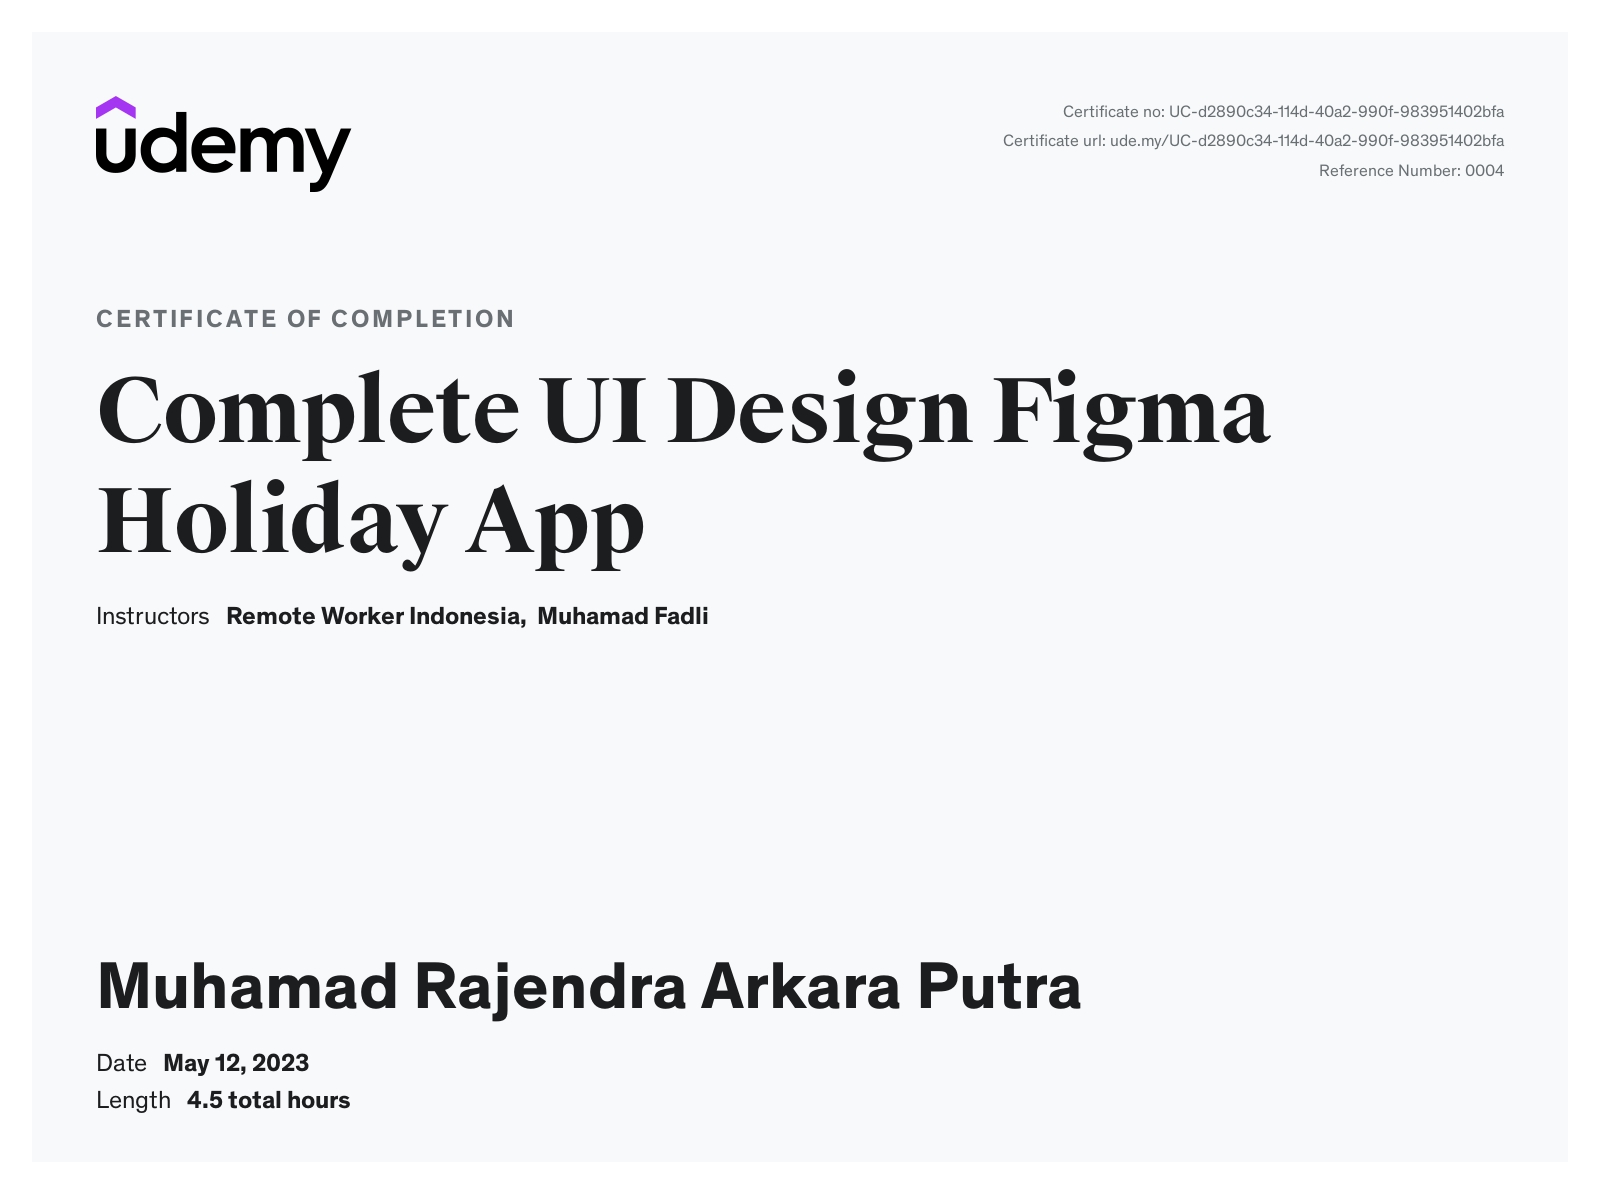 udemy
Certificate no: UC-d2890c34-114d-40a2-990f-983951402bfa
Certificate url: ude.my/UC-d2890c34-114d-40a2-990f-983951402bfa
Reference Number: 0004
CERTIFICATE OF COMPLETION
Complete UI Design Figma
Holiday App
Instructors Remote Worker Indonesia, Muhamad Fadli
Muhamad Rajendra Arkara Putra
Date May 12, 2023
Length 4.5 total hours